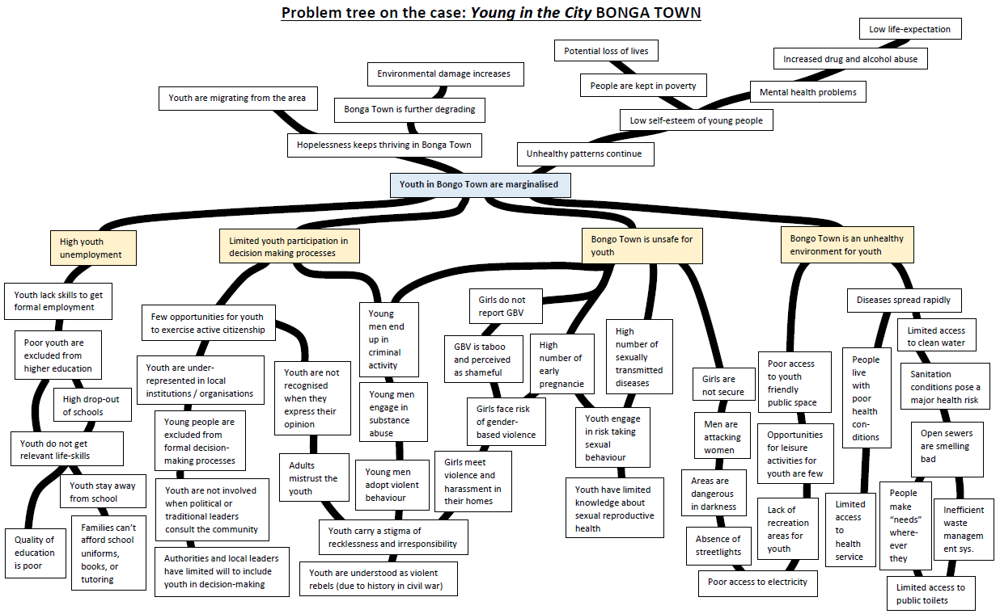 Problem tree on the case: Young in the City BONGA TOWN
Low life-expectation
Potential loss of lives
Increased drug and alcohol abuse
Environmental damage increases
People are kept in poverty
Mental health problems
Youth are migrating from the area
Bonga Town is further degrading
Low self-esteem of young people
Hopelessness keeps thriving in Bonga Town
Unhealthy patterns continue
Youth in Bongo Town are marginalised
High youth
unemployment
Limited youth participation in
decision making processes
Bongo Town is unsafe for
youth
Bongo Town is an unhealthy
environment for youth
Youth lack skills to get
formal employment
Poor youth are
excluded from
higher education
High drop-out
of schools
Youth do not get
relevant life-skills
Youth stay away
from school
Quality of
education
is poor
Families can't
afford school
uniforms,
books, or
tutoring
Few opportunities for youth
to exercise active citizenship
Youth are under-
represented in local
institutions / organisations
Young people are
excluded from
formal decision-
making processes
Youth are not involved
when political or
traditional leaders
consult the community
Authorities and local leaders
have limited will to include
youth in decision-making
Youth are not
recognised
when they
express their
opinion
Adults
mistrust the
youth
Young
men end
up in
criminal
activity
Young men
engage in
substance
abuse
Young men
adopt violent
behaviour
Youth carry a stigma of
recklessness and irresponsibility
Youth are understood as violent
rebels (due to history in civil war)
Girls do not
report GBV
GBV is taboo
and perceived
as shameful
Girls face risk
of gender-
based violence
Girls meet
violence and
harassment in
their homes
High
number of
early
pregnancie
High
number of
sexually
transmitted
diseases
Youth engage
in risk taking
sexual
behaviour
Youth have limited
knowledge about
sexual reproductive
health
Girls are
not secure
Men are
attacking
women
Areas are
dangerous
in darkness
Absence of
streetlights
Poor access to electricity
Poor access
to youth
friendly
public space
Opportunities
for leisure
activities for
youth are few
Lack of
recreation
areas for
youth
Diseases spread rapidly
People
live with
poor
health
con-
ditions
Limited
access
to
health
service
Limited access
to clean water
Sanitation
conditions pose a
major health risk
Open sewers
are smelling
bad
People
make
"needs"
where-
ever
they
Inefficient
waste
managem
ent sys.
Limited access to
public toilets